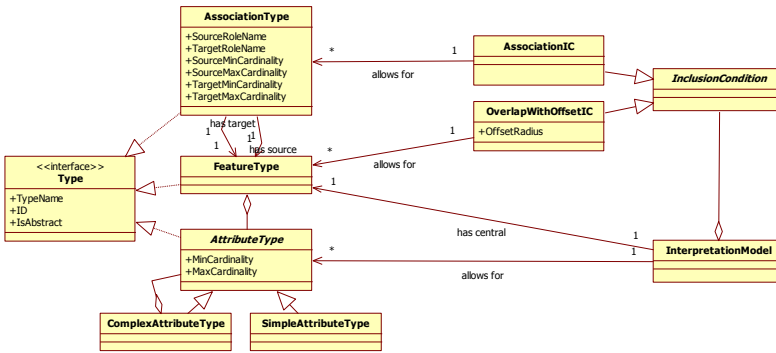 AssociationType
+SourceRoleName
+TargetRoleName
+SourceMinCardinality
+SourceMaxCardinality
+TargetMinCardinality
+TargetMaxCardinality
* 1
allows for
AssociationIC
InclusionCondition
OverlapWithOffsetIC
+OffsetRadius
has target
1 1
1 1
has source
* 1
allows for
<<interface>>
Type
+TypeName
+ID
+IsAbstract
FeatureType
1 1
has central
AttributeType
+MinCardinality
+MaxCardinality
* 1
allows for
InterpretationModel
ComplexAttributeType
SimpleAttributeType